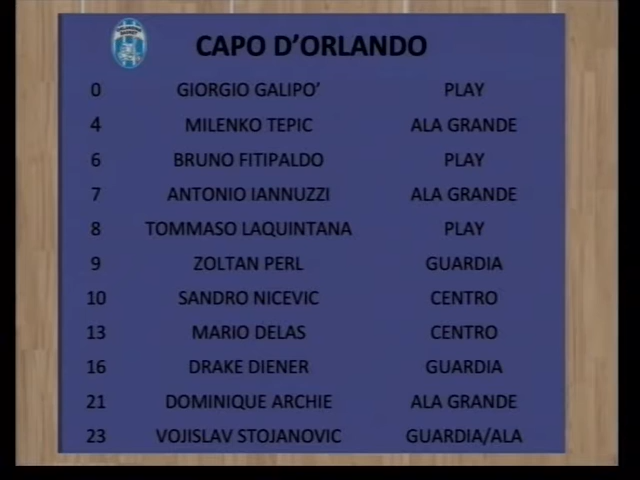 CAPO D'ORLANDO
0 GIORGIO GALIPO' PLAY
4 MILENKO TEPIC ALA GRANDE
6 BRUNO FITIPALDO PLAY
7 ANTONIO IANNUZZI ALA GRANDE
8 TOMMASO LAQUINTANA PLAY
9 ZOLTAN PERL GUARDIA
10 SANDRO NICEVIC CENTRO
13 MARIO DELAS CENTRO
16 DRAKE DIENER GUARDIA
21 DOMINIQUE ARCHIE ALA GRANDE
23 VOJISLAV STOJANOVIC GUARDIA/ALA